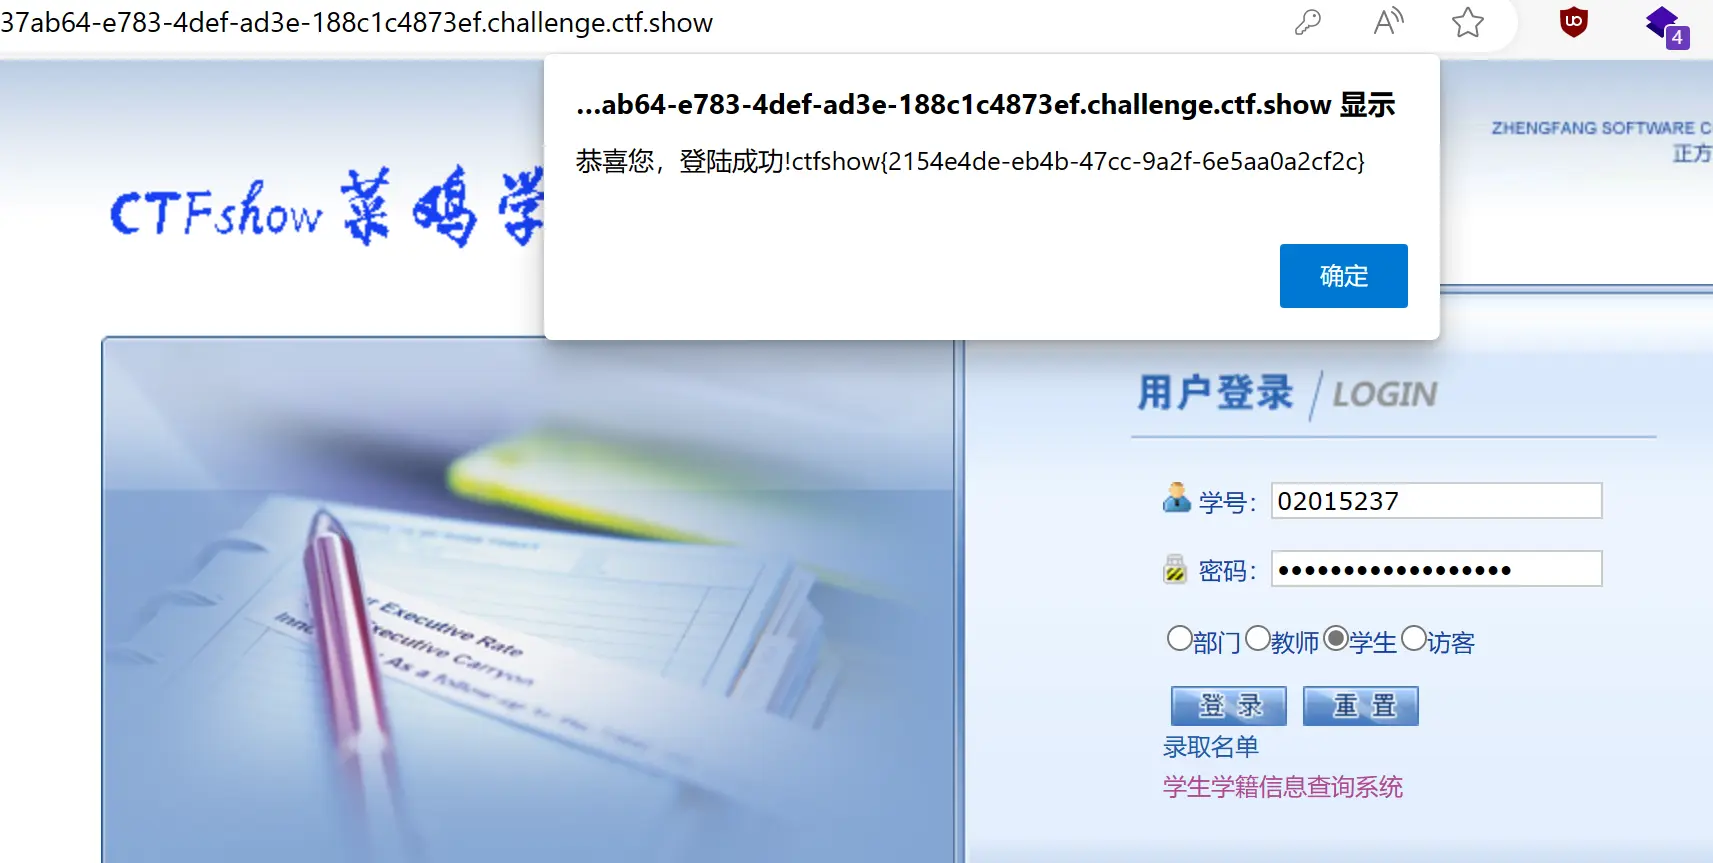 37ab64-e783-4def-ad3e-188c1c4873ef.challenge.ctf.show
4
...ab64-e783-4def-ad3e-188c1c4873ef.challenge.ctf.show 显示
恭喜您，登陆成功!ctfshow{2154e4de-eb4b-47cc-9a2f-6e5aa0a2cf2c}
确定
ZHENGFANG SOFTWARE C
正方
CTFshow 菜鸡学
用户登录 / LOGIN
学号： 02015237
密码： ••••••••••••••••••
部门 教师 学生 访客
登录 重置
录取名单
学生学籍信息查询系统
Executive Rate
Executive Carryon
As a follow-up to the